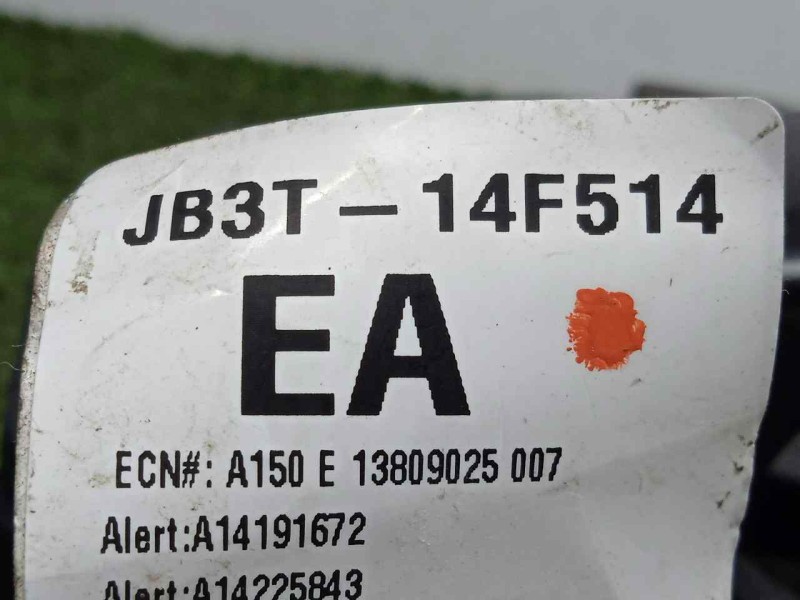 JB3T-14F514
EA
ECN#: A150 E 13809025 007
Alert:A14191672
Alert:A14225843